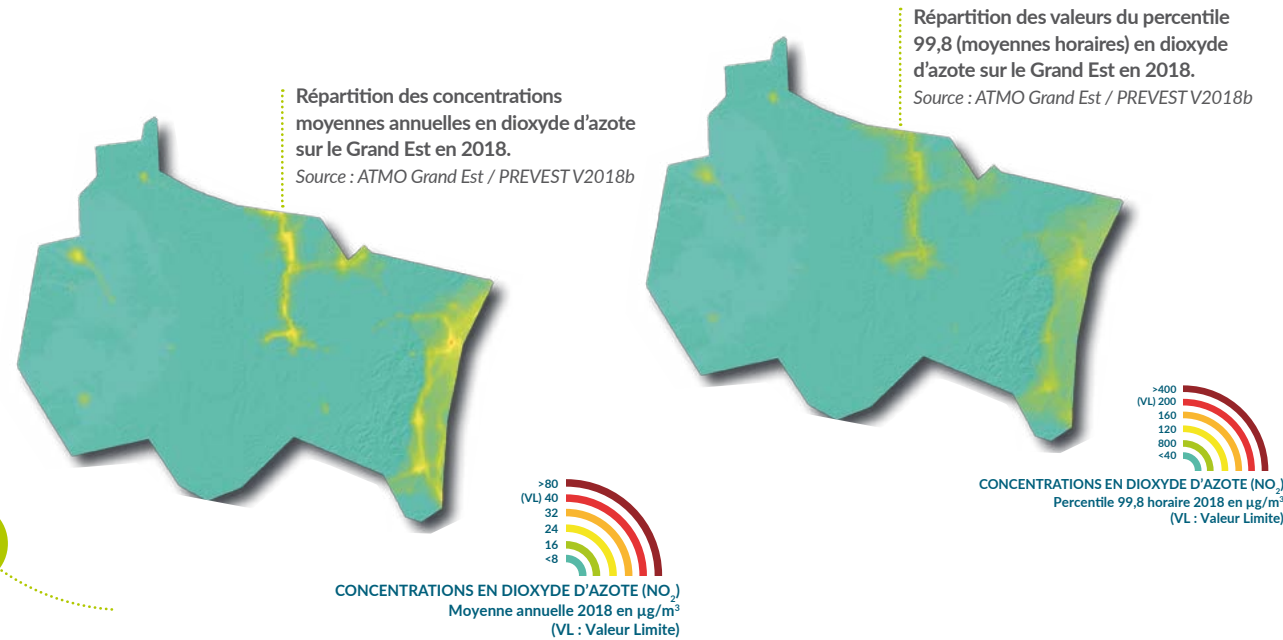 Répartition des concentrations
moyennes annuelles en dioxyde d'azote
sur le Grand Est en 2018.
Source : ATMO Grand Est / PREVEST V2018b
>80
(VL) 40
32
24
16
<8
CONCENTRATIONS EN DIOXYDE D'AZOTE (NO₂)
Moyenne annuelle 2018 en µg/m³
(VL : Valeur Limite)
Répartition des valeurs du percentile
99,8 (moyennes horaires) en dioxyde
d'azote sur le Grand Est en 2018.
Source : ATMO Grand Est / PREVEST V2018b
>400
(VL) 200
160
120
800
<40
CONCENTRATIONS EN DIOXYDE D'AZOTE (NO₂)
Percentile 99,8 horaire 2018 en µg/m³
(VL : Valeur Limite)